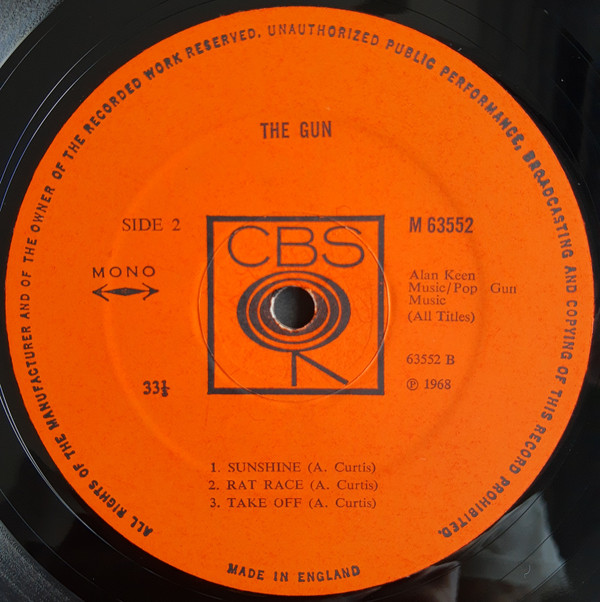 ALL RIGHTS OF THE MANUFACTURER AND OF THE OWNER OF THE RECORDED WORK RESERVED. UNAUTHORIZED PUBLIC PERFORMANCE, BROADCASTING AND COPYING OF THIS RECORD PROHIBITED.
THE GUN
SIDE 2
CBS
M 63552
MONO
Alan Keen
Music/Pop Gun
Music
(All Titles)
63552 B
33⅓
℗ 1968
1. SUNSHINE (A. Curtis)
2. RAT RACE (A. Curtis)
3. TAKE OFF (A. Curtis)
MADE IN ENGLAND